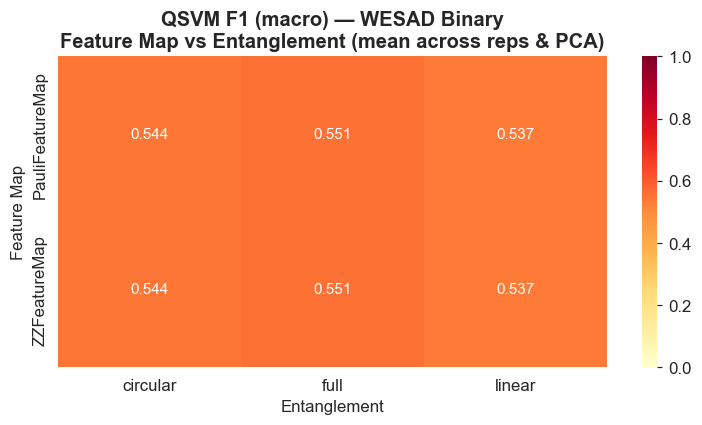 QSVM F1 (macro) — WESAD Binary
Feature Map vs Entanglement (mean across reps & PCA)
Feature Map
PauliFeatureMap
0.544 0.551 0.537
ZZFeatureMap
0.544 0.551 0.537
circular full linear
Entanglement
1.0
0.8
0.6
0.4
0.2
0.0